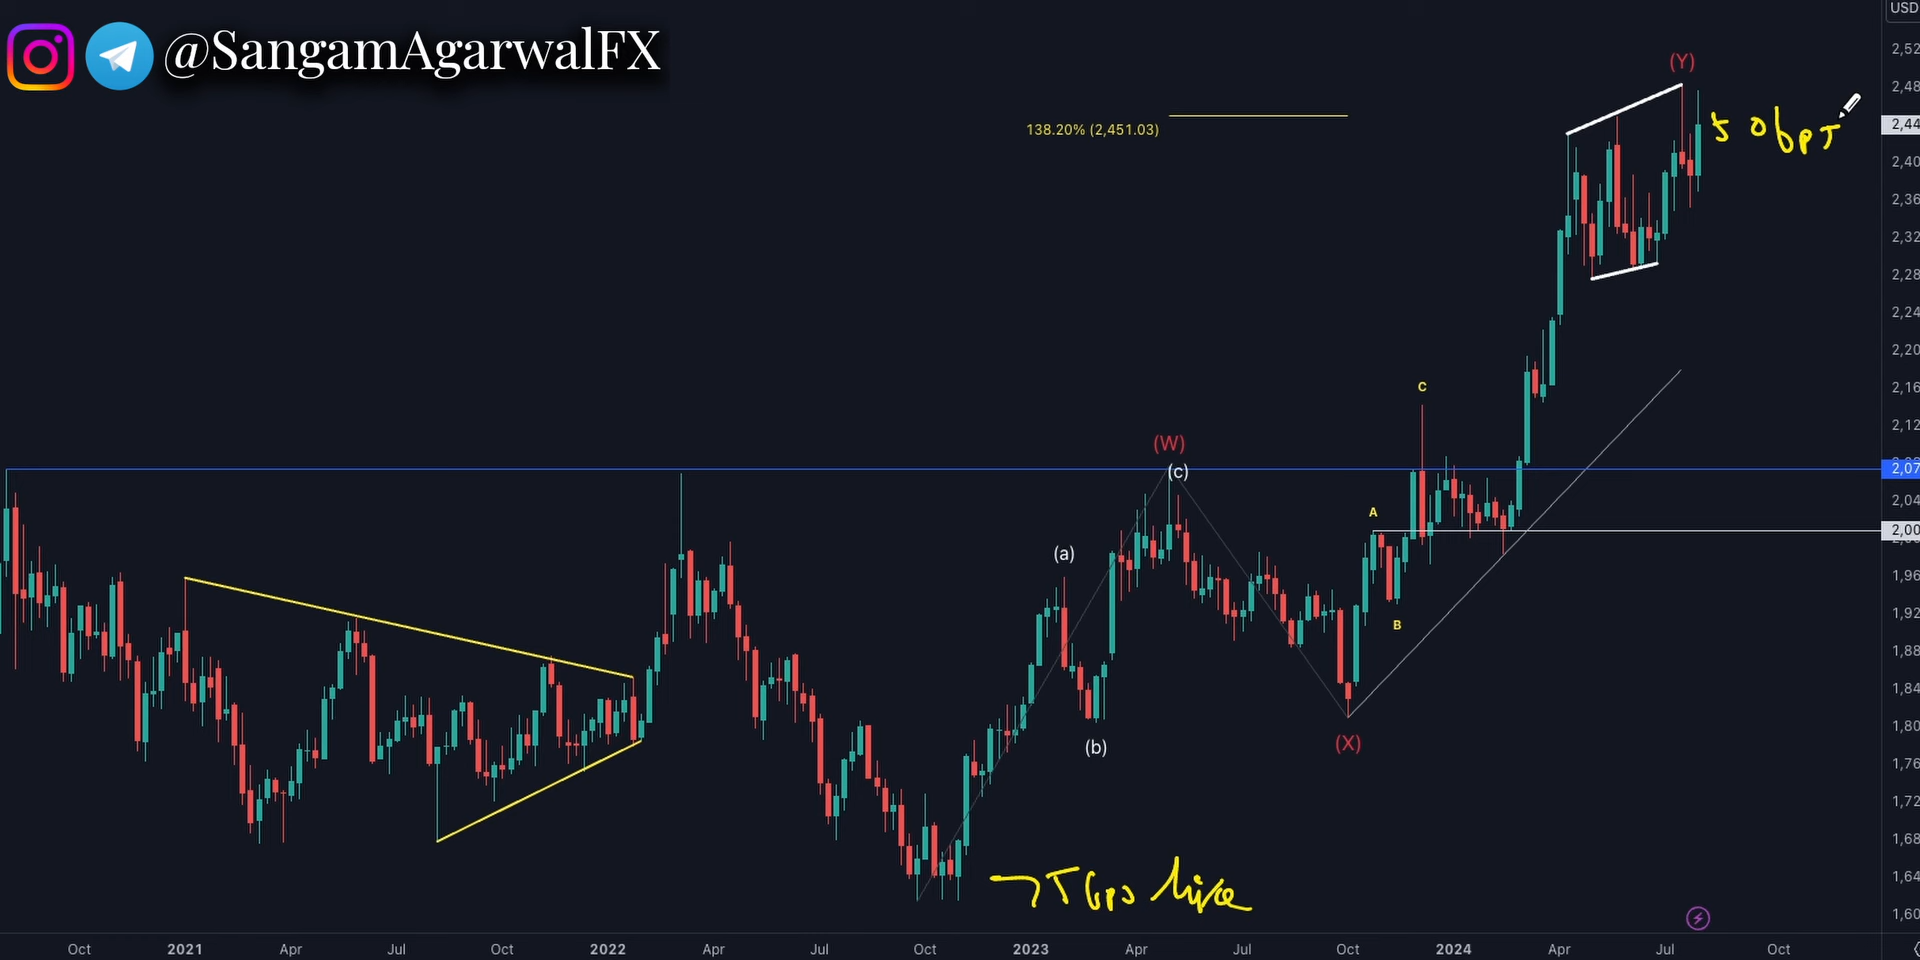 @SangamAgarwalFX
USD
2,52
(Y)
2,48
138.20% (2,451.03)
2,44
2,40
2,36
2,32
2,28
2,24
2,20
C
2,16
2,12
(W)
(c)
2,07
2,04
A
2,00
(a)
1,96
B
1,92
1,88
1,84
(b)
(X)
1,80
1,76
1,72
1,68
1,64
hike
1,60
Oct 2021 Apr Jul Oct 2022 Apr Jul Oct 2023 Apr Jul Oct 2024 Apr Jul Oct